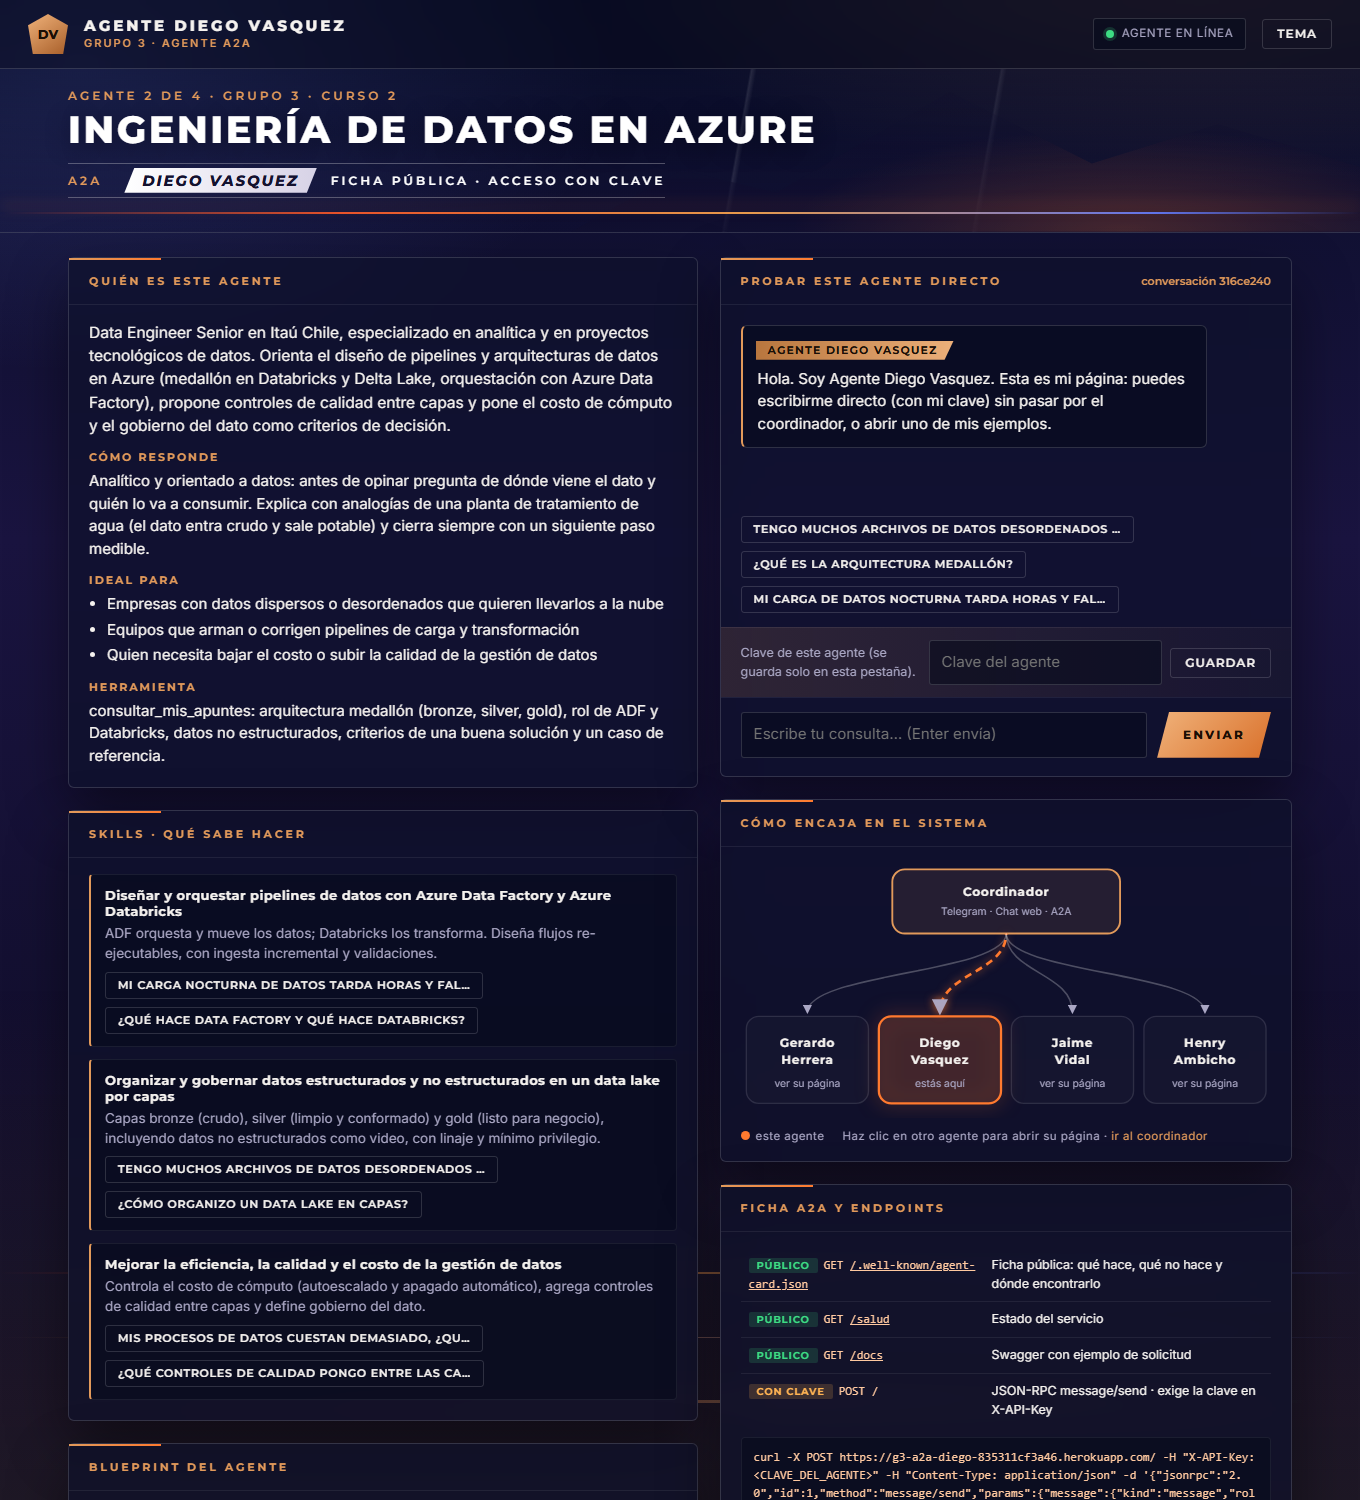 DV
AGENTE DIEGO VASQUEZ
GRUPO 3 · AGENTE A2A
AGENTE EN LÍNEA
TEMA
AGENTE 2 DE 4 · GRUPO 3 · CURSO 2
INGENIERÍA DE DATOS EN AZURE
A2A DIEGO VASQUEZ FICHA PÚBLICA · ACCESO CON CLAVE
QUIÉN ES ESTE AGENTE
Data Engineer Senior en Itaú Chile, especializado en analítica y en proyectos
tecnológicos de datos. Orienta el diseño de pipelines y arquitecturas de datos
en Azure (medallón en Databricks y Delta Lake, orquestación con Azure Data
Factory), propone controles de calidad entre capas y pone el costo de cómputo
y el gobierno del dato como criterios de decisión.
CÓMO RESPONDE
Analítico y orientado a datos: antes de opinar pregunta de dónde viene el dato y
quién lo va a consumir. Explica con analogías de una planta de tratamiento de
agua (el dato entra crudo y sale potable) y cierra siempre con un siguiente paso
medible.
IDEAL PARA
• Empresas con datos dispersos o desordenados que quieren llevarlos a la nube
• Equipos que arman o corrigen pipelines de carga y transformación
• Quien necesita bajar el costo o subir la calidad de la gestión de datos
HERRAMIENTA
consultar_mis_apuntes: arquitectura medallón (bronze, silver, gold), rol de ADF y
Databricks, datos no estructurados, criterios de una buena solución y un caso de
referencia.
SKILLS · QUÉ SABE HACER
Diseñar y orquestar pipelines de datos con Azure Data Factory y Azure
Databricks
ADF orquesta y mueve los datos; Databricks los transforma. Diseña flujos re-
ejecutables, con ingesta incremental y validaciones.
MI CARGA NOCTURNA DE DATOS TARDA HORAS Y FAL...
¿QUÉ HACE DATA FACTORY Y QUÉ HACE DATABRICKS?
Organizar y gobernar datos estructurados y no estructurados en un data lake
por capas
Capas bronze (crudo), silver (limpio y conformado) y gold (listo para negocio),
incluyendo datos no estructurados como video, con linaje y mínimo privilegio.
TENGO MUCHOS ARCHIVOS DE DATOS DESORDENADOS ...
¿CÓMO ORGANIZO UN DATA LAKE EN CAPAS?
Mejorar la eficiencia, la calidad y el costo de la gestión de datos
Controla el costo de cómputo (autoescalado y apagado automático), agrega controles
de calidad entre capas y define gobierno del dato.
MIS PROCESOS DE DATOS CUESTAN DEMASIADO, ¿QU...
¿QUÉ CONTROLES DE CALIDAD PONGO ENTRE LAS CA...
BLUEPRINT DEL AGENTE
PROBAR ESTE AGENTE DIRECTO
conversación 316ce240
AGENTE DIEGO VASQUEZ
Hola. Soy Agente Diego Vasquez. Esta es mi página: puedes
escribirme directo (con mi clave) sin pasar por el
coordinador, o abrir uno de mis ejemplos.
TENGO MUCHOS ARCHIVOS DE DATOS DESORDENADOS ...
¿QUÉ ES LA ARQUITECTURA MEDALLÓN?
MI CARGA DE DATOS NOCTURNA TARDA HORAS Y FAL...
Clave de este agente (se
guarda solo en esta pestaña).
Clave del agente
GUARDAR
Escribe tu consulta... (Enter envía)
ENVIAR
CÓMO ENCAJA EN EL SISTEMA
Coordinador
Telegram · Chat web · A2A
Gerardo
Herrera
ver su página
Diego
Vasquez
estás aquí
Jaime
Vidal
ver su página
Henry
Ambicho
ver su página
este agente Haz clic en otro agente para abrir su página · ir al coordinador
FICHA A2A Y ENDPOINTS
PÚBLICO GET /.well-known/agent-
card.json
Ficha pública: qué hace, qué no hace y
dónde encontrarlo
PÚBLICO GET /salud
Estado del servicio
PÚBLICO GET /docs
Swagger con ejemplo de solicitud
CON CLAVE POST /
JSON-RPC message/send · exige la clave en
X-API-Key
curl -X POST https://g3-a2a-diego-835311cf3a46.herokuapp.com/ -H "X-API-Key:
<CLAVE_DEL_AGENTE>" -H "Content-Type: application/json" -d '{"jsonrpc":"2.
0","id":1,"method":"message/send","params":{"message":{"kind":"message","rol